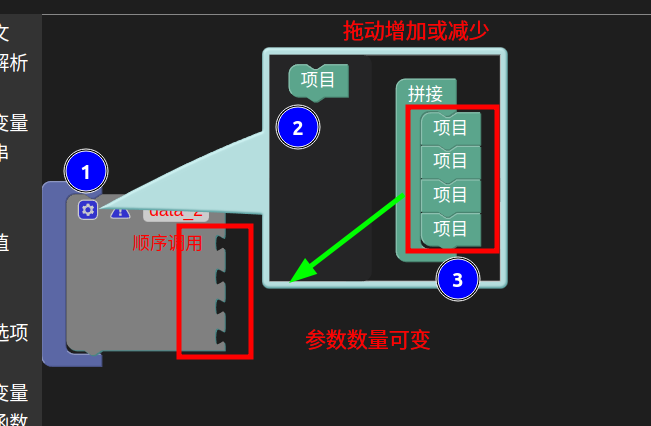 拖动增加或减少
文
解析
项目
拼接
变量
项目
2
串
项目
1
项目
data_2
值
顺序调用
项目
3
选项
参数数量可变
变量
函数